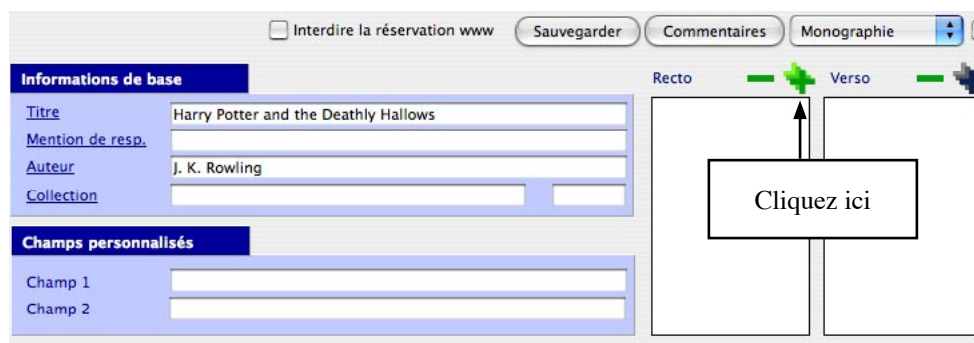 Interdire la réservation www Sauvegarder Commentaires Monographie
Informations de base
Recto Verso
Titre Harry Potter and the Deathly Hallows
Mention de resp.
Auteur J. K. Rowling
Collection
Cliquez ici
Champs personnalisés
Champ 1
Champ 2